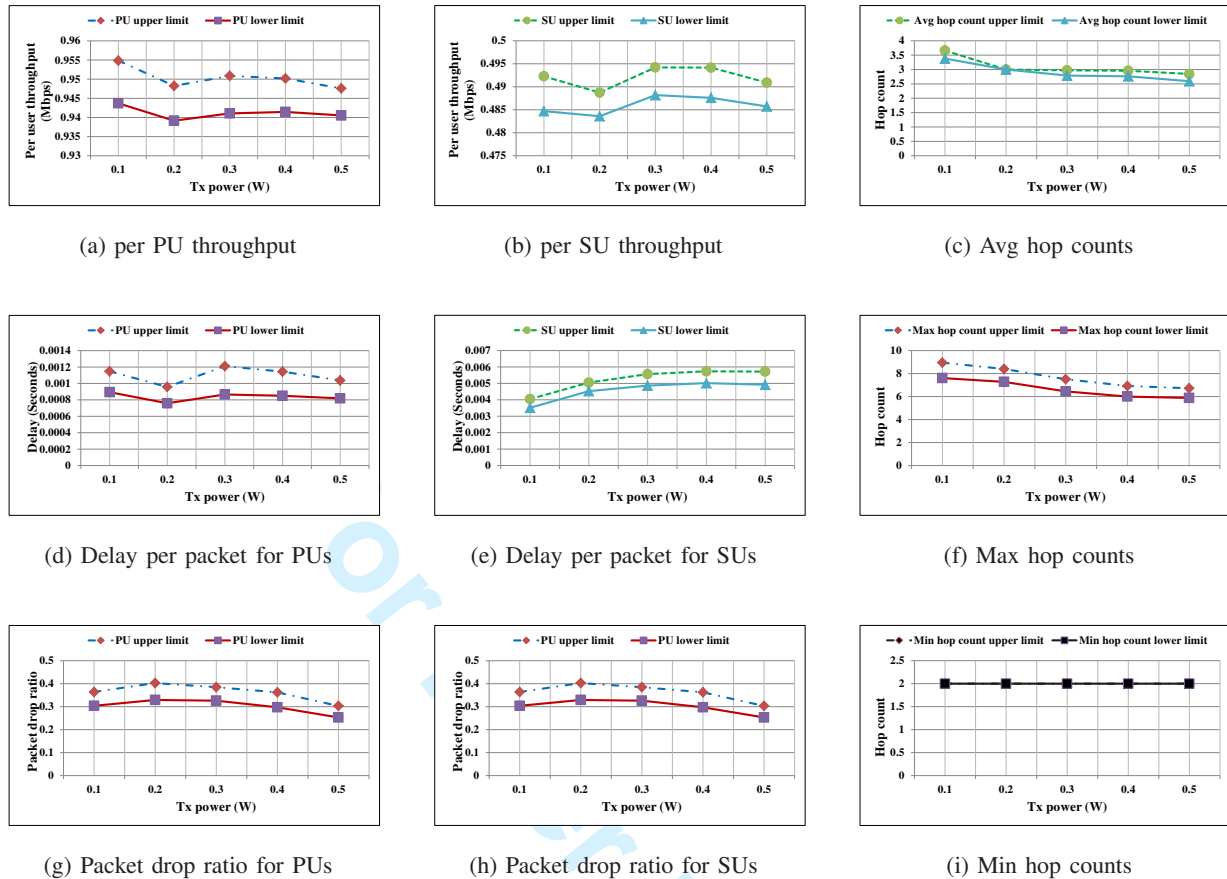 PU upper limit PU lower limit
Per user throughput
(Mbps)
0.96
0.955
0.95
0.945
0.94
0.935
0.93
0.1 0.2 0.3 0.4 0.5
Tx power (W)
(a) per PU throughput
SU upper limit SU lower limit
Per user throughput
(Mbps)
0.5
0.495
0.49
0.485
0.48
0.475
0.1 0.2 0.3 0.4 0.5
Tx power (W)
(b) per SU throughput
Avg hop count upper limit Avg hop count lower limit
Hop count
4
3.5
3
2.5
2
1.5
1
0.5
0
0.1 0.2 0.3 0.4 0.5
Tx power (W)
(c) Avg hop counts
PU upper limit PU lower limit
Delay (Seconds)
0.0014
0.0012
0.001
0.0008
0.0006
0.0004
0.0002
0
0.1 0.2 0.3 0.4 0.5
Tx power (W)
(d) Delay per packet for PUs
SU upper limit SU lower limit
Delay (Seconds)
0.007
0.006
0.005
0.004
0.003
0.002
0.001
0
0.1 0.2 0.3 0.4 0.5
Tx power (W)
(e) Delay per packet for SUs
Max hop count upper limit Max hop count lower limit
Hop count
10
8
6
4
2
0
0.1 0.2 0.3 0.4 0.5
Tx power (W)
(f) Max hop counts
PU upper limit PU lower limit
Packet drop ratio
0.5
0.4
0.3
0.2
0.1
0
0.1 0.2 0.3 0.4 0.5
Tx power (W)
(g) Packet drop ratio for PUs
PU upper limit PU lower limit
Packet drop ratio
0.5
0.4
0.3
0.2
0.1
0
0.1 0.2 0.3 0.4 0.5
Tx power (W)
(h) Packet drop ratio for SUs
Min hop count upper limit Min hop count lower limit
Hop count
2.5
2
1.5
1
0.5
0
0.1 0.2 0.3 0.4 0.5
Tx power (W)
(i) Min hop counts